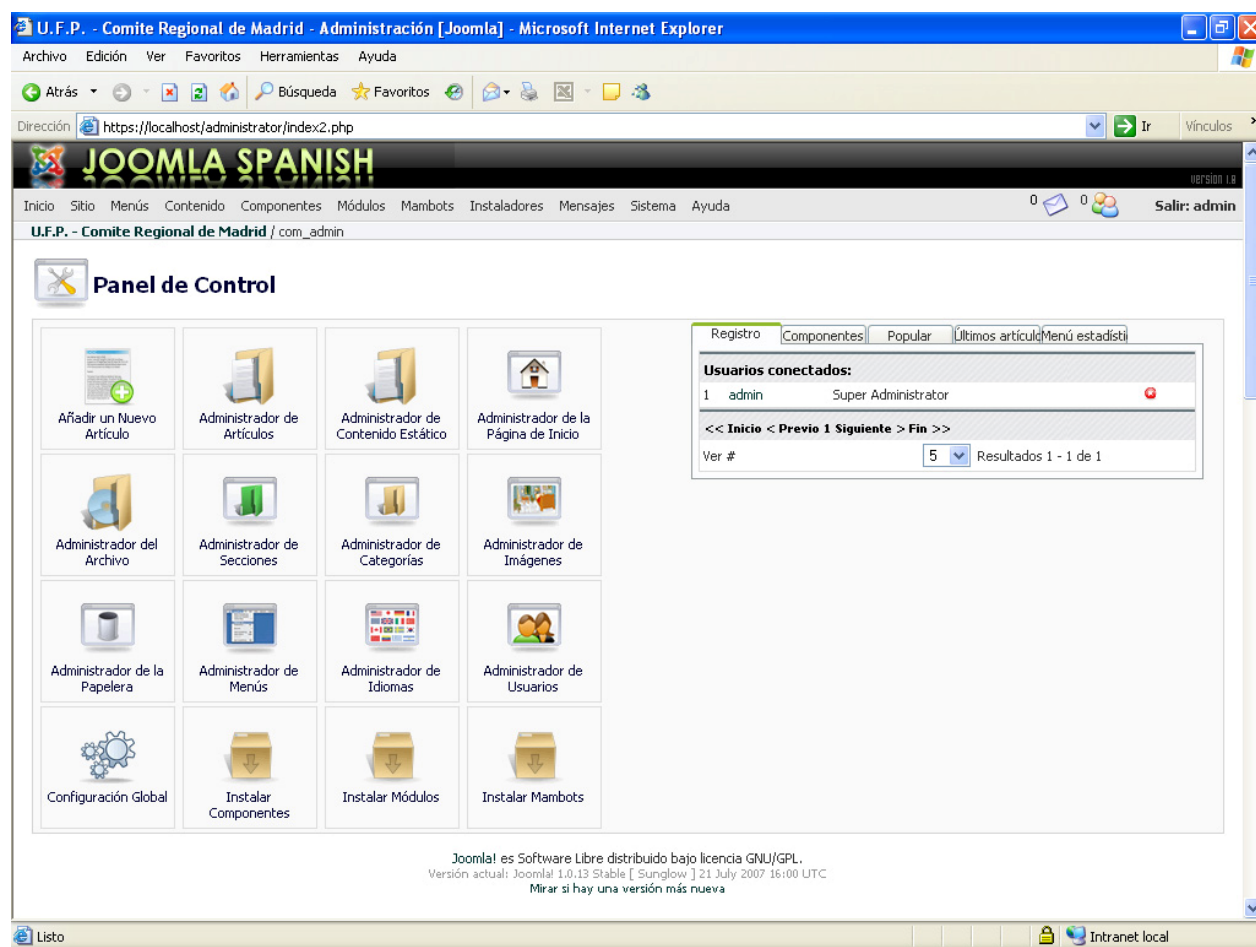 U.F.P. - Comite Regional de Madrid - Administración [Joomla] - Microsoft Internet Explorer
Archivo Edición Ver Favoritos Herramientas Ayuda
Atrás Búsqueda Favoritos
Dirección https://localhost/administrator/index2.php Ir Vínculos
JOOMLA SPANISH
version 1.0
Inicio Sitio Menús Contenido Componentes Módulos Mambots Instaladores Mensajes Sistema Ayuda 0 0 Salir: admin
U.F.P. - Comite Regional de Madrid / com_admin
Panel de Control
Añadir un Nuevo Artículo
Administrador de Artículos
Administrador de Contenido Estático
Administrador de la Página de Inicio
Administrador del Archivo
Administrador de Secciones
Administrador de Categorías
Administrador de Imágenes
Administrador de la Papelera
Administrador de Menús
Administrador de Idiomas
Administrador de Usuarios
Configuración Global
Instalar Componentes
Instalar Módulos
Instalar Mambots
Registro Componentes Popular Últimos artícul Menú estadísti
Usuarios conectados:
1 admin Super Administrator
<< Inicio < Previo 1 Siguiente > Fin >>
Ver # 5 Resultados 1 - 1 de 1
Joomla! es Software Libre distribuido bajo licencia GNU/GPL.
Versión actual: Joomla! 1.0.13 Stable [ Sunglow ] 21 July 2007 16:00 UTC
Mirar si hay una versión más nueva
Listo Intranet local